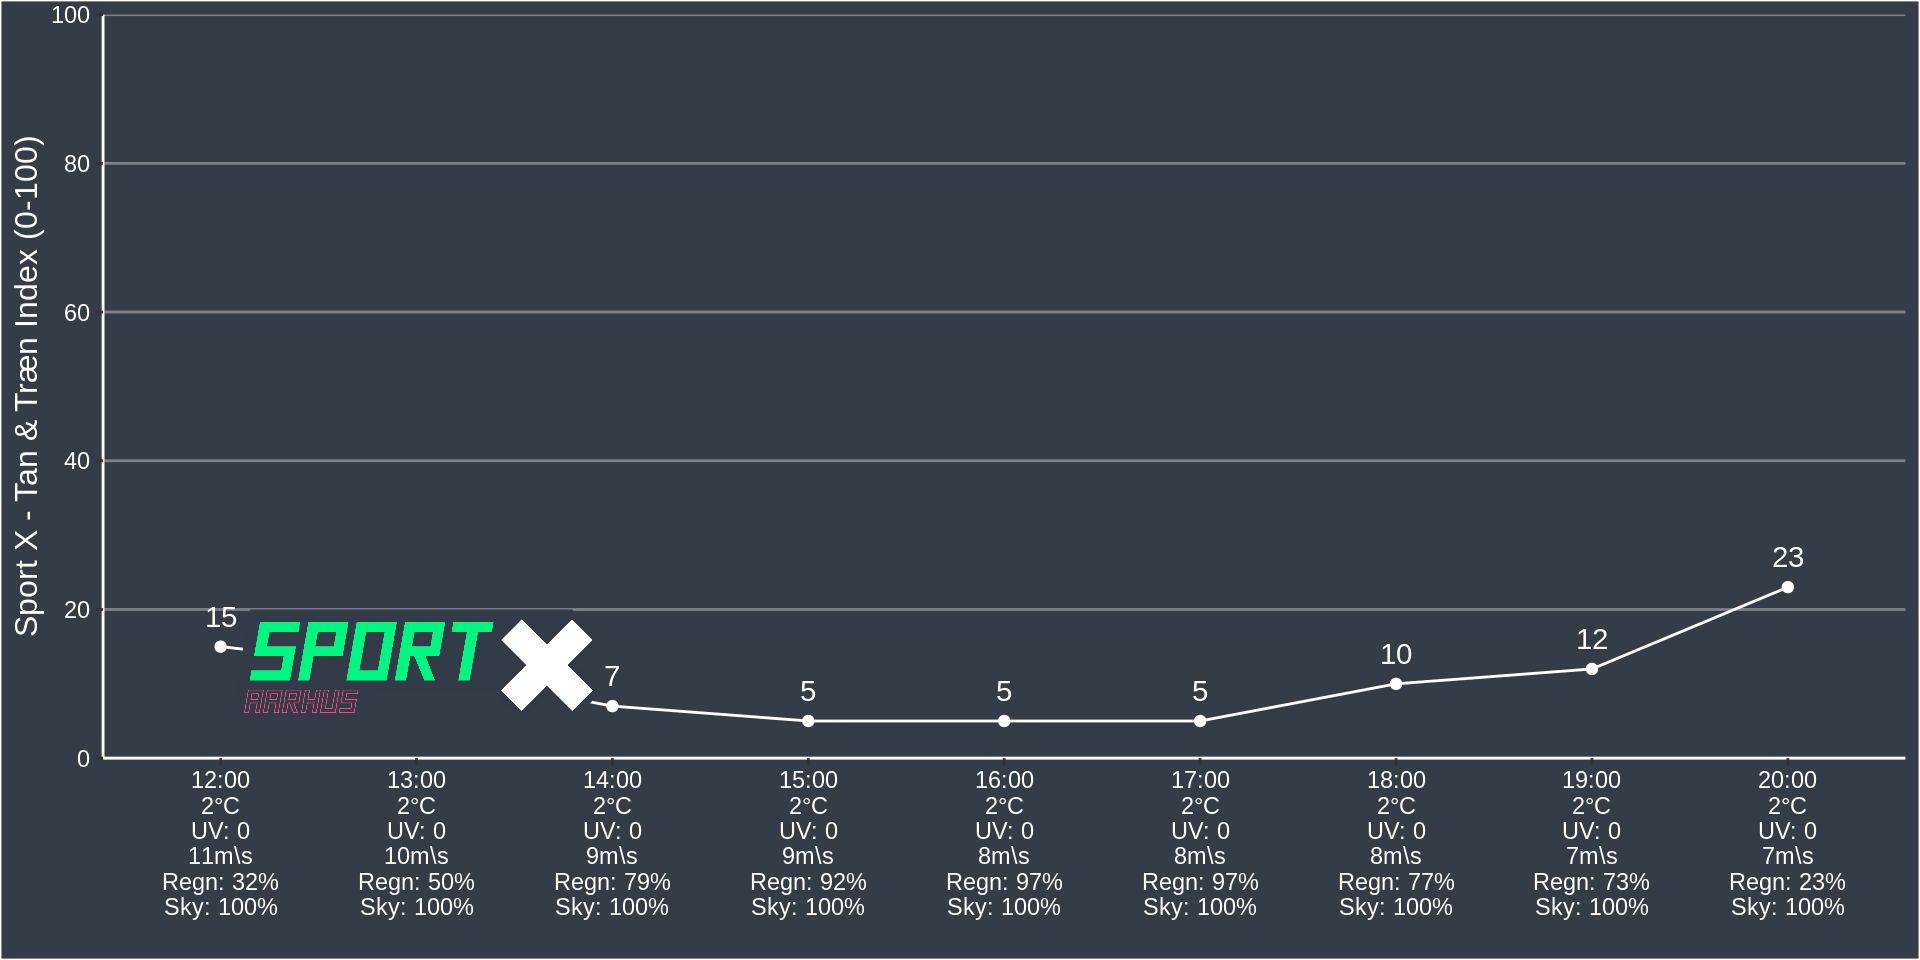 Sport X - Tan & Træn Index (0-100)
100
80
60
40
20
0
15
7
5
5
5
10
12
23
SPORT X
AARHUS
12:00 13:00 14:00 15:00 16:00 17:00 18:00 19:00 20:00
2°C 2°C 2°C 2°C 2°C 2°C 2°C 2°C 2°C
UV: 0 UV: 0 UV: 0 UV: 0 UV: 0 UV: 0 UV: 0 UV: 0 UV: 0
11m\s 10m\s 9m\s 9m\s 8m\s 8m\s 8m\s 7m\s 7m\s
Regn: 32% Regn: 50% Regn: 79% Regn: 92% Regn: 97% Regn: 97% Regn: 77% Regn: 73% Regn: 23%
Sky: 100% Sky: 100% Sky: 100% Sky: 100% Sky: 100% Sky: 100% Sky: 100% Sky: 100% Sky: 100%